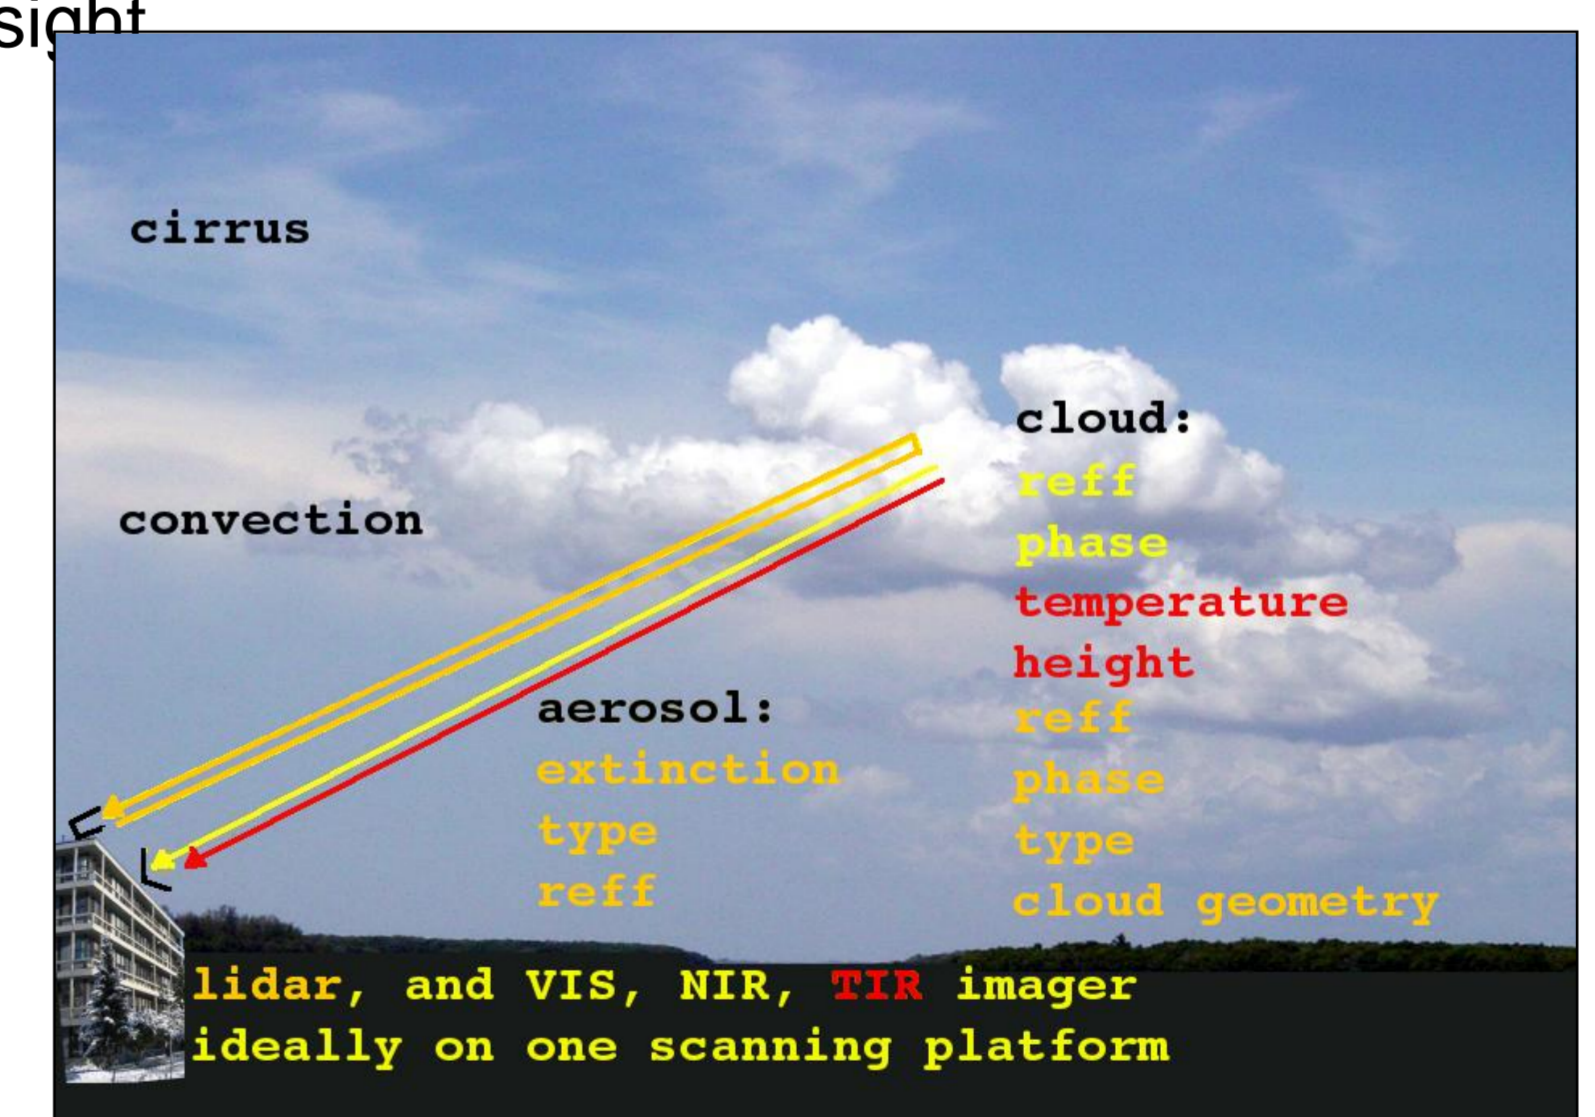 sight
cirrus
cloud:
reff
phase
convection
temperature
height
aerosol:
reff
extinction
phase
type
type
reff
cloud geometry
lidar, and VIS, NIR, TIR imager
ideally on one scanning platform